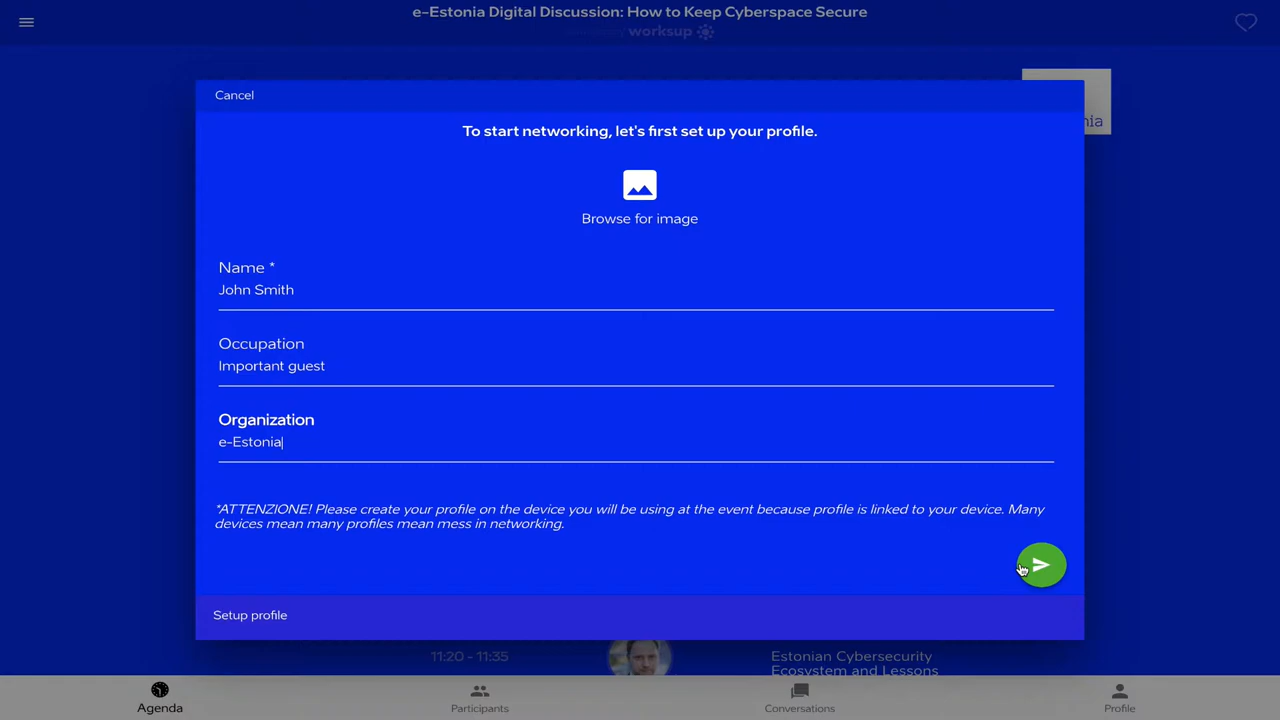 e-Estonia Digital Discussion: How to Keep Cyberspace Secure
worksup
nia
Cancel
To start networking, let's first set up your profile.
Browse for image
Name *
John Smith
Occupation
Important guest
Organization
e-Estonia
*ATTENZIONE! Please create your profile on the device you will be using at the event because profile is linked to your device. Many
devices mean many profiles mean mess in networking.
Setup profile
11:20 - 11:35
Estonian Cybersecurity
Ecosystem and Lessons
Agenda
Participants
Conversations
Profile